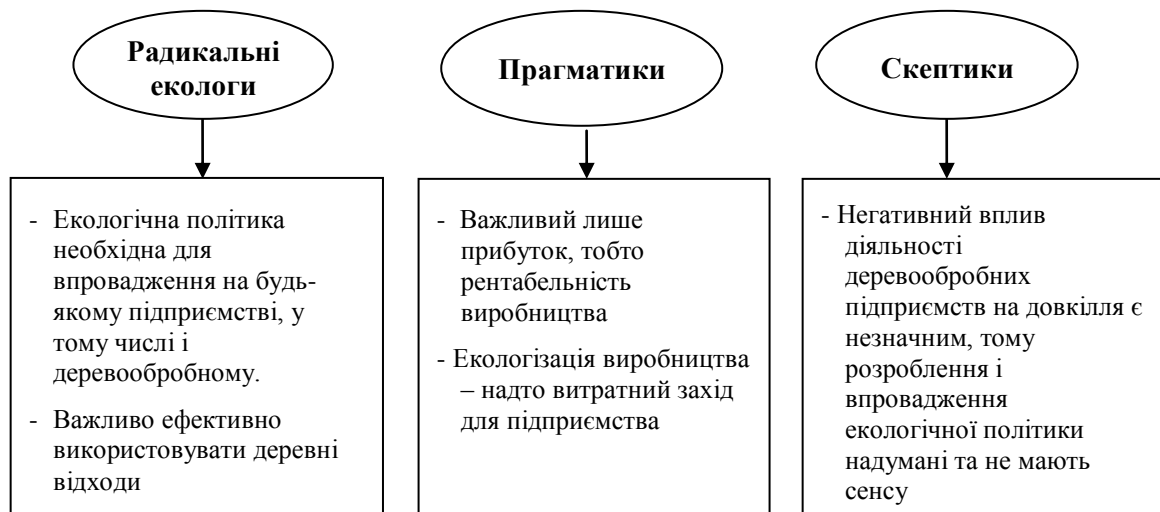 Радикальні
екологи
Прагматики
Скептики
- Екологічна політика
необхідна для
впровадження на будь-
якому підприємстві, у
тому числі і
деревообробному.
- Важливо ефективно
використовувати деревні
відходи
- Важливий лише
прибуток, тобто
рентабельність
виробництва
- Екологізація виробництва
– надто витратний захід
для підприємства
- Негативний вплив
діяльності
деревообробних
підприємств на довкілля є
незначним, тому
розроблення і
впровадження
екологічної політики
надумані та не мають
сенсу